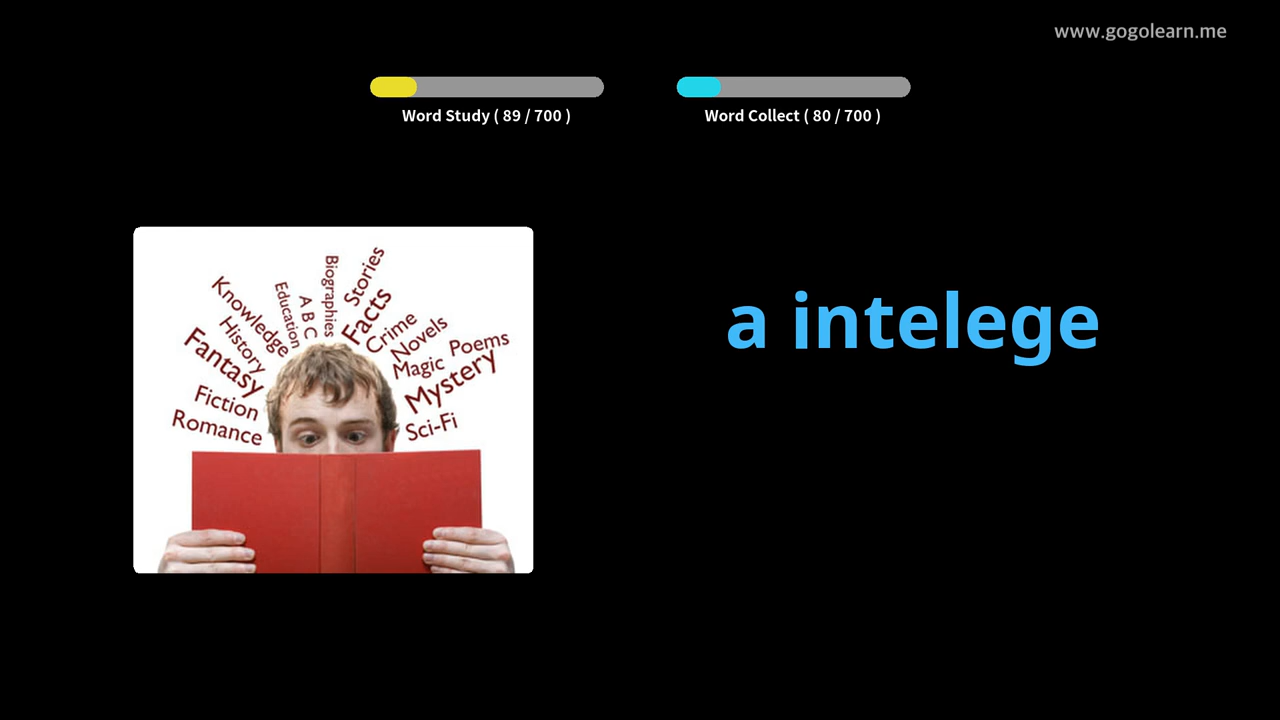 www.gogolearn.me
Word Study ( 89 / 700 )
Word Collect ( 80 / 700 )
a intelege
Knowledge
Education
A B C
Biographies
Stories
Facts
Crime
Novels
Poems
Magic
Mystery
Sci-Fi
History
Fantasy
Fiction
Romance